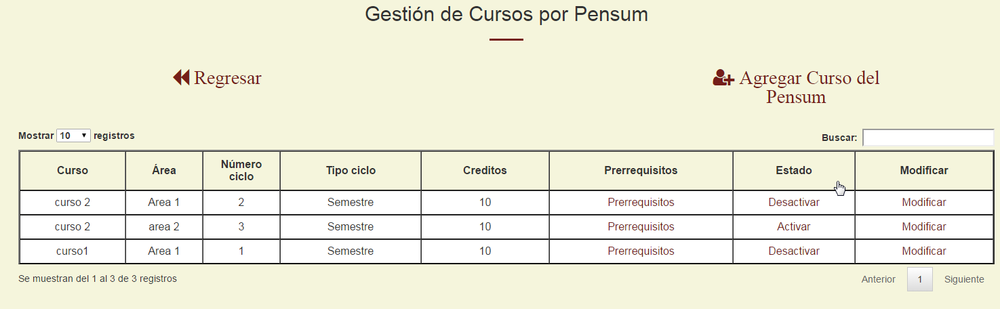 Gestión de Cursos por Pensum
Regresar
Agregar Curso del
Pensum
Mostrar 10 registros
Buscar:
Curso Área Número ciclo Tipo ciclo Creditos Prerrequisitos Estado Modificar
curso 2 Area 1 2 Semestre 10 Prerrequisitos Desactivar Modificar
curso 2 area 2 3 Semestre 10 Prerrequisitos Activar Modificar
curso1 Area 1 1 Semestre 10 Prerrequisitos Desactivar Modificar
Se muestran del 1 al 3 de 3 registros
Anterior 1 Siguiente